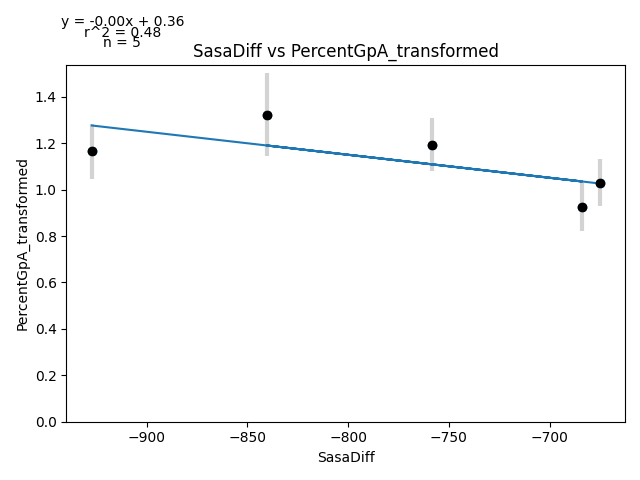 y = -0.00x + 0.36
r^2 = 0.48
n = 5
SasaDiff vs PercentGpA_transformed
PercentGpA_transformed
1.4
1.2
1.0
0.8
0.6
0.4
0.2
0.0
−900 −850 −800 −750 −700
SasaDiff